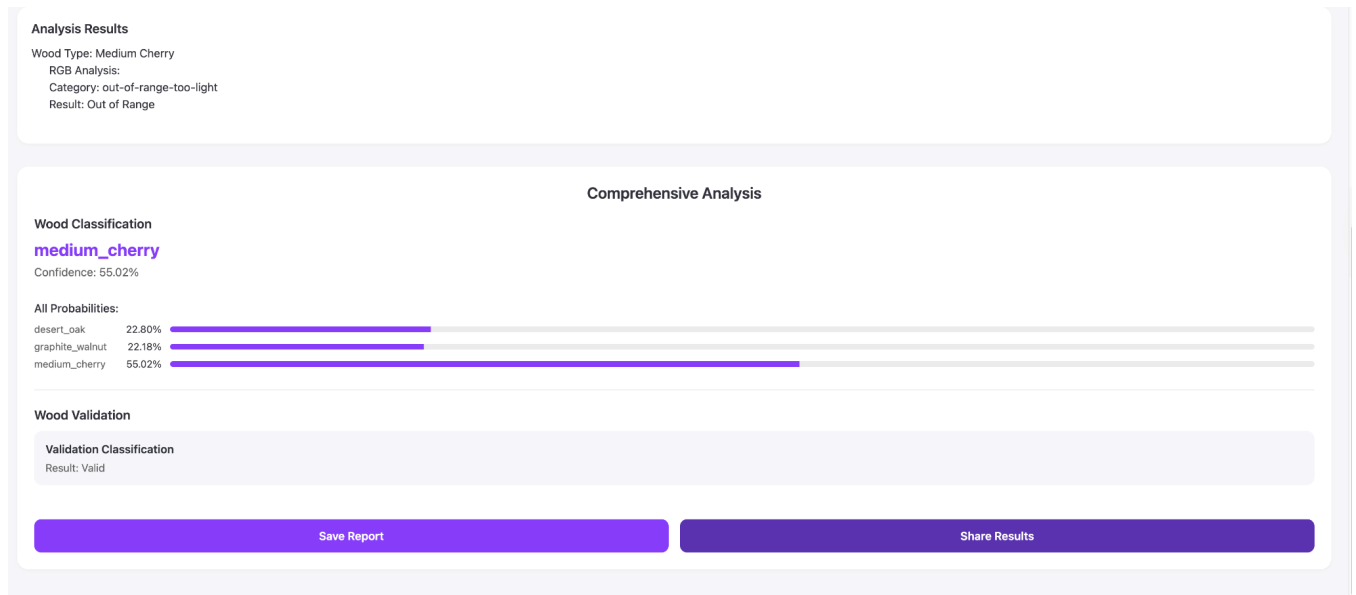 Analysis Results
Wood Type: Medium Cherry
RGB Analysis:
Category: out-of-range-too-light
Result: Out of Range
Comprehensive Analysis
Wood Classification
medium_cherry
Confidence: 55.02%
All Probabilities:
desert_oak 22.80%
graphite_walnut 22.18%
medium_cherry 55.02%
Wood Validation
Validation Classification
Result: Valid
Save Report Share Results